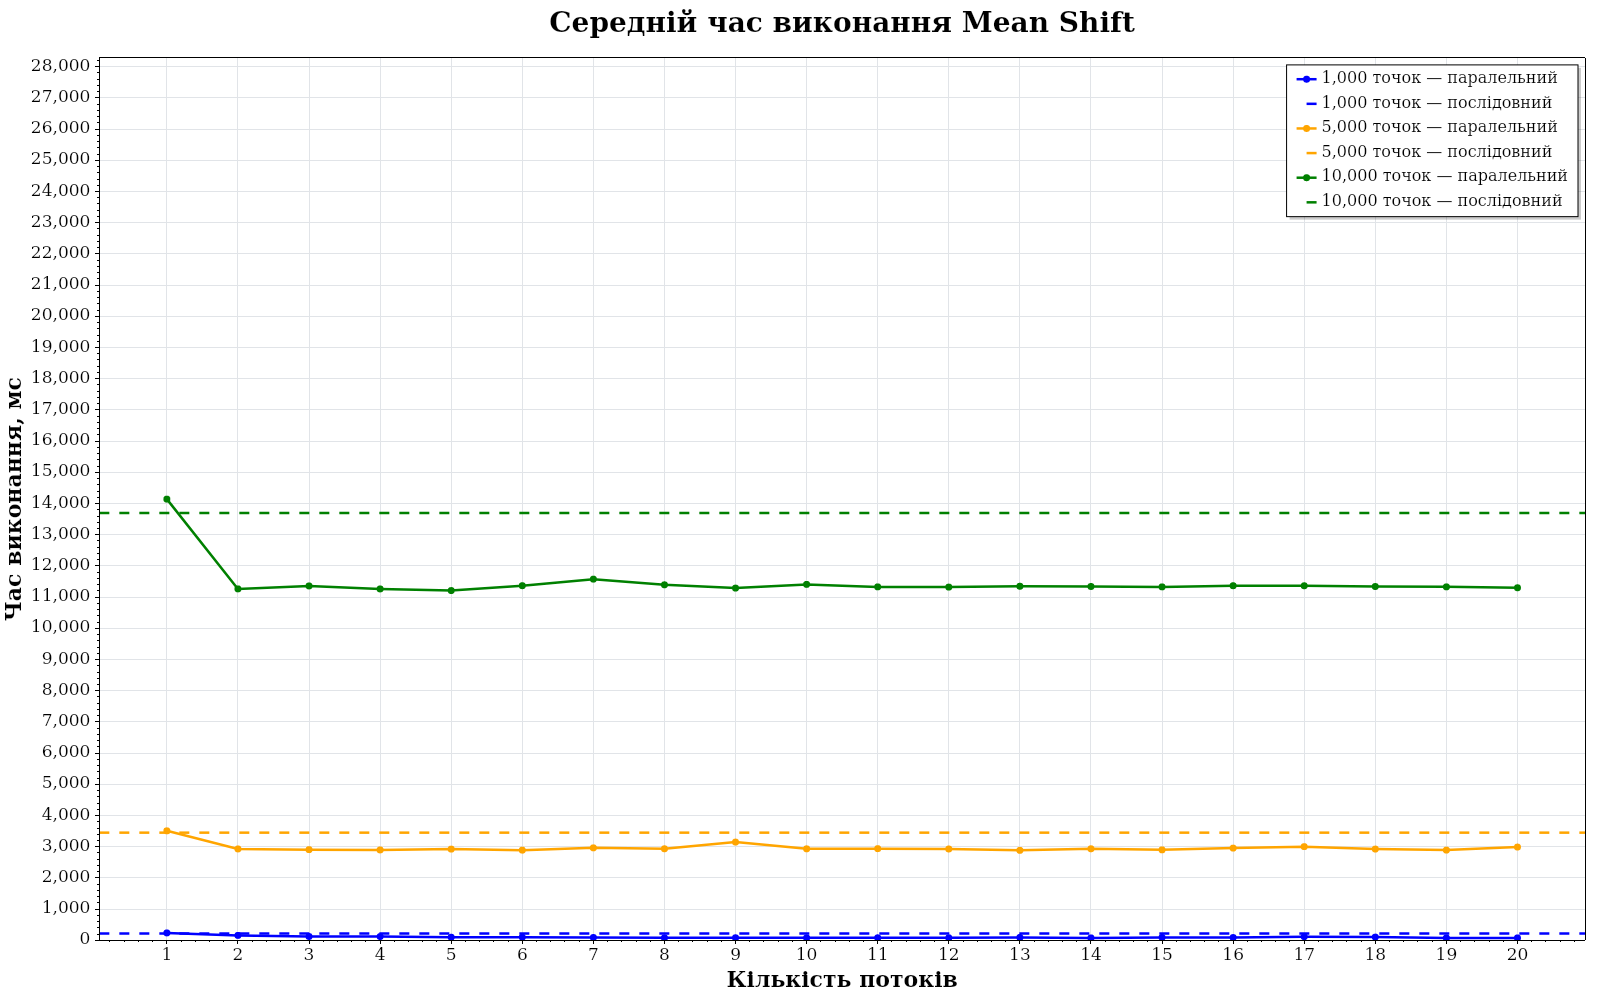 Середній час виконання Mean Shift
28,000
27,000
26,000
25,000
24,000
23,000
22,000
21,000
20,000
19,000
18,000
17,000
16,000
15,000
14,000
13,000
12,000
11,000
10,000
9,000
8,000
7,000
6,000
5,000
4,000
3,000
2,000
1,000
0
Час виконання, мс
1,000 точок — паралельний
1,000 точок — послідовний
5,000 точок — паралельний
5,000 точок — послідовний
10,000 точок — паралельний
10,000 точок — послідовний
1 2 3 4 5 6 7 8 9 10 11 12 13 14 15 16 17 18 19 20
Кількість потоків